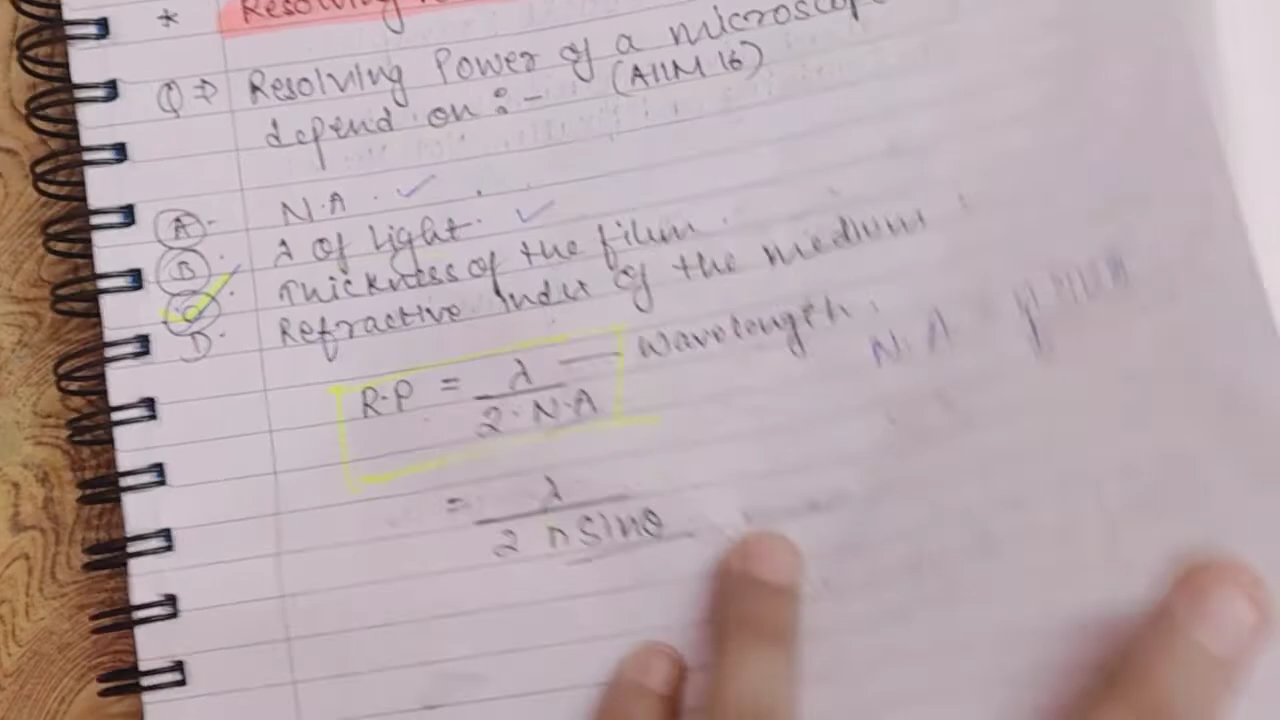 * Resolving
Q ⇒ Resolving Power of a microscope
depend on :- (AIIM 16)
A- N.A. ✓
B. λ of light. ✓
C. Thickness of the film.
D. Refractive Index of the medium
R.P = λ / 2.N.A — wavelength.
N.A
= λ / 2 n sinθ